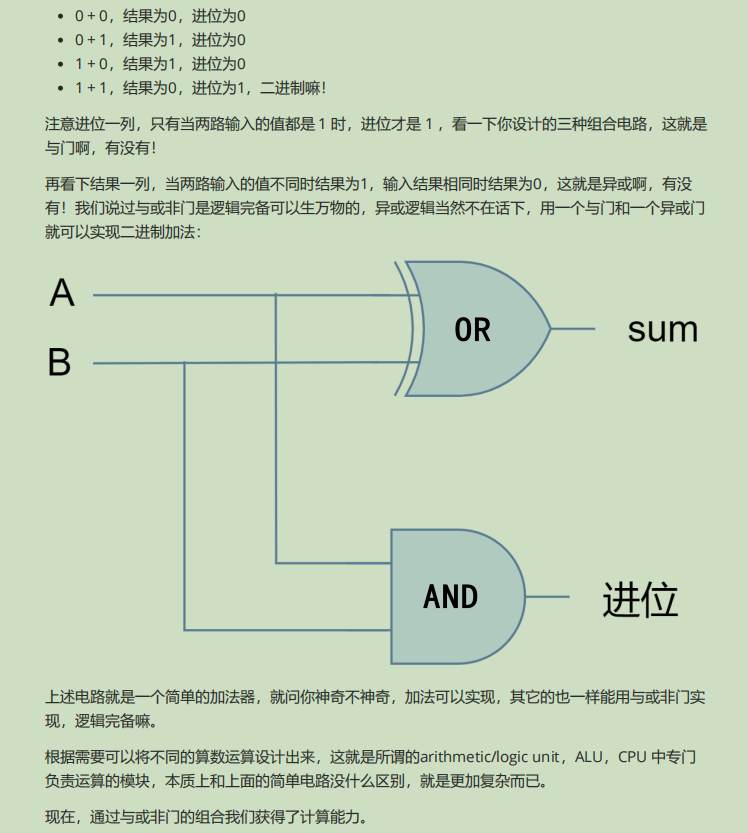 0 + 0，结果为0，进位为0
0 + 1，结果为1，进位为0
1 + 0，结果为1，进位为0
1 + 1，结果为0，进位为1，二进制嘛！
注意进位一列，只有当两路输入的值都是 1 时，进位才是 1 ，看一下你设计的三种组合电路，这就是
与门啊，有没有！
再看下结果一列，当两路输入的值不同时结果为1，输入结果相同时结果为0，这就是异或啊，有没
有！我们说过与或非门是逻辑完备可以生万物的，异或逻辑当然不在话下，用一个与门和一个异或门
就可以实现二进制加法：
A
OR
sum
B
AND
进位
上述电路就是一个简单的加法器，就问你神奇不神奇，加法可以实现，其它的也一样能用与或非门实
现，逻辑完备嘛。
根据需要可以将不同的算数运算设计出来，这就是所谓的arithmetic/logic unit，ALU，CPU 中专门
负责运算的模块，本质上和上面的简单电路没什么区别，就是更加复杂而已。
现在，通过与或非门的组合我们获得了计算能力。